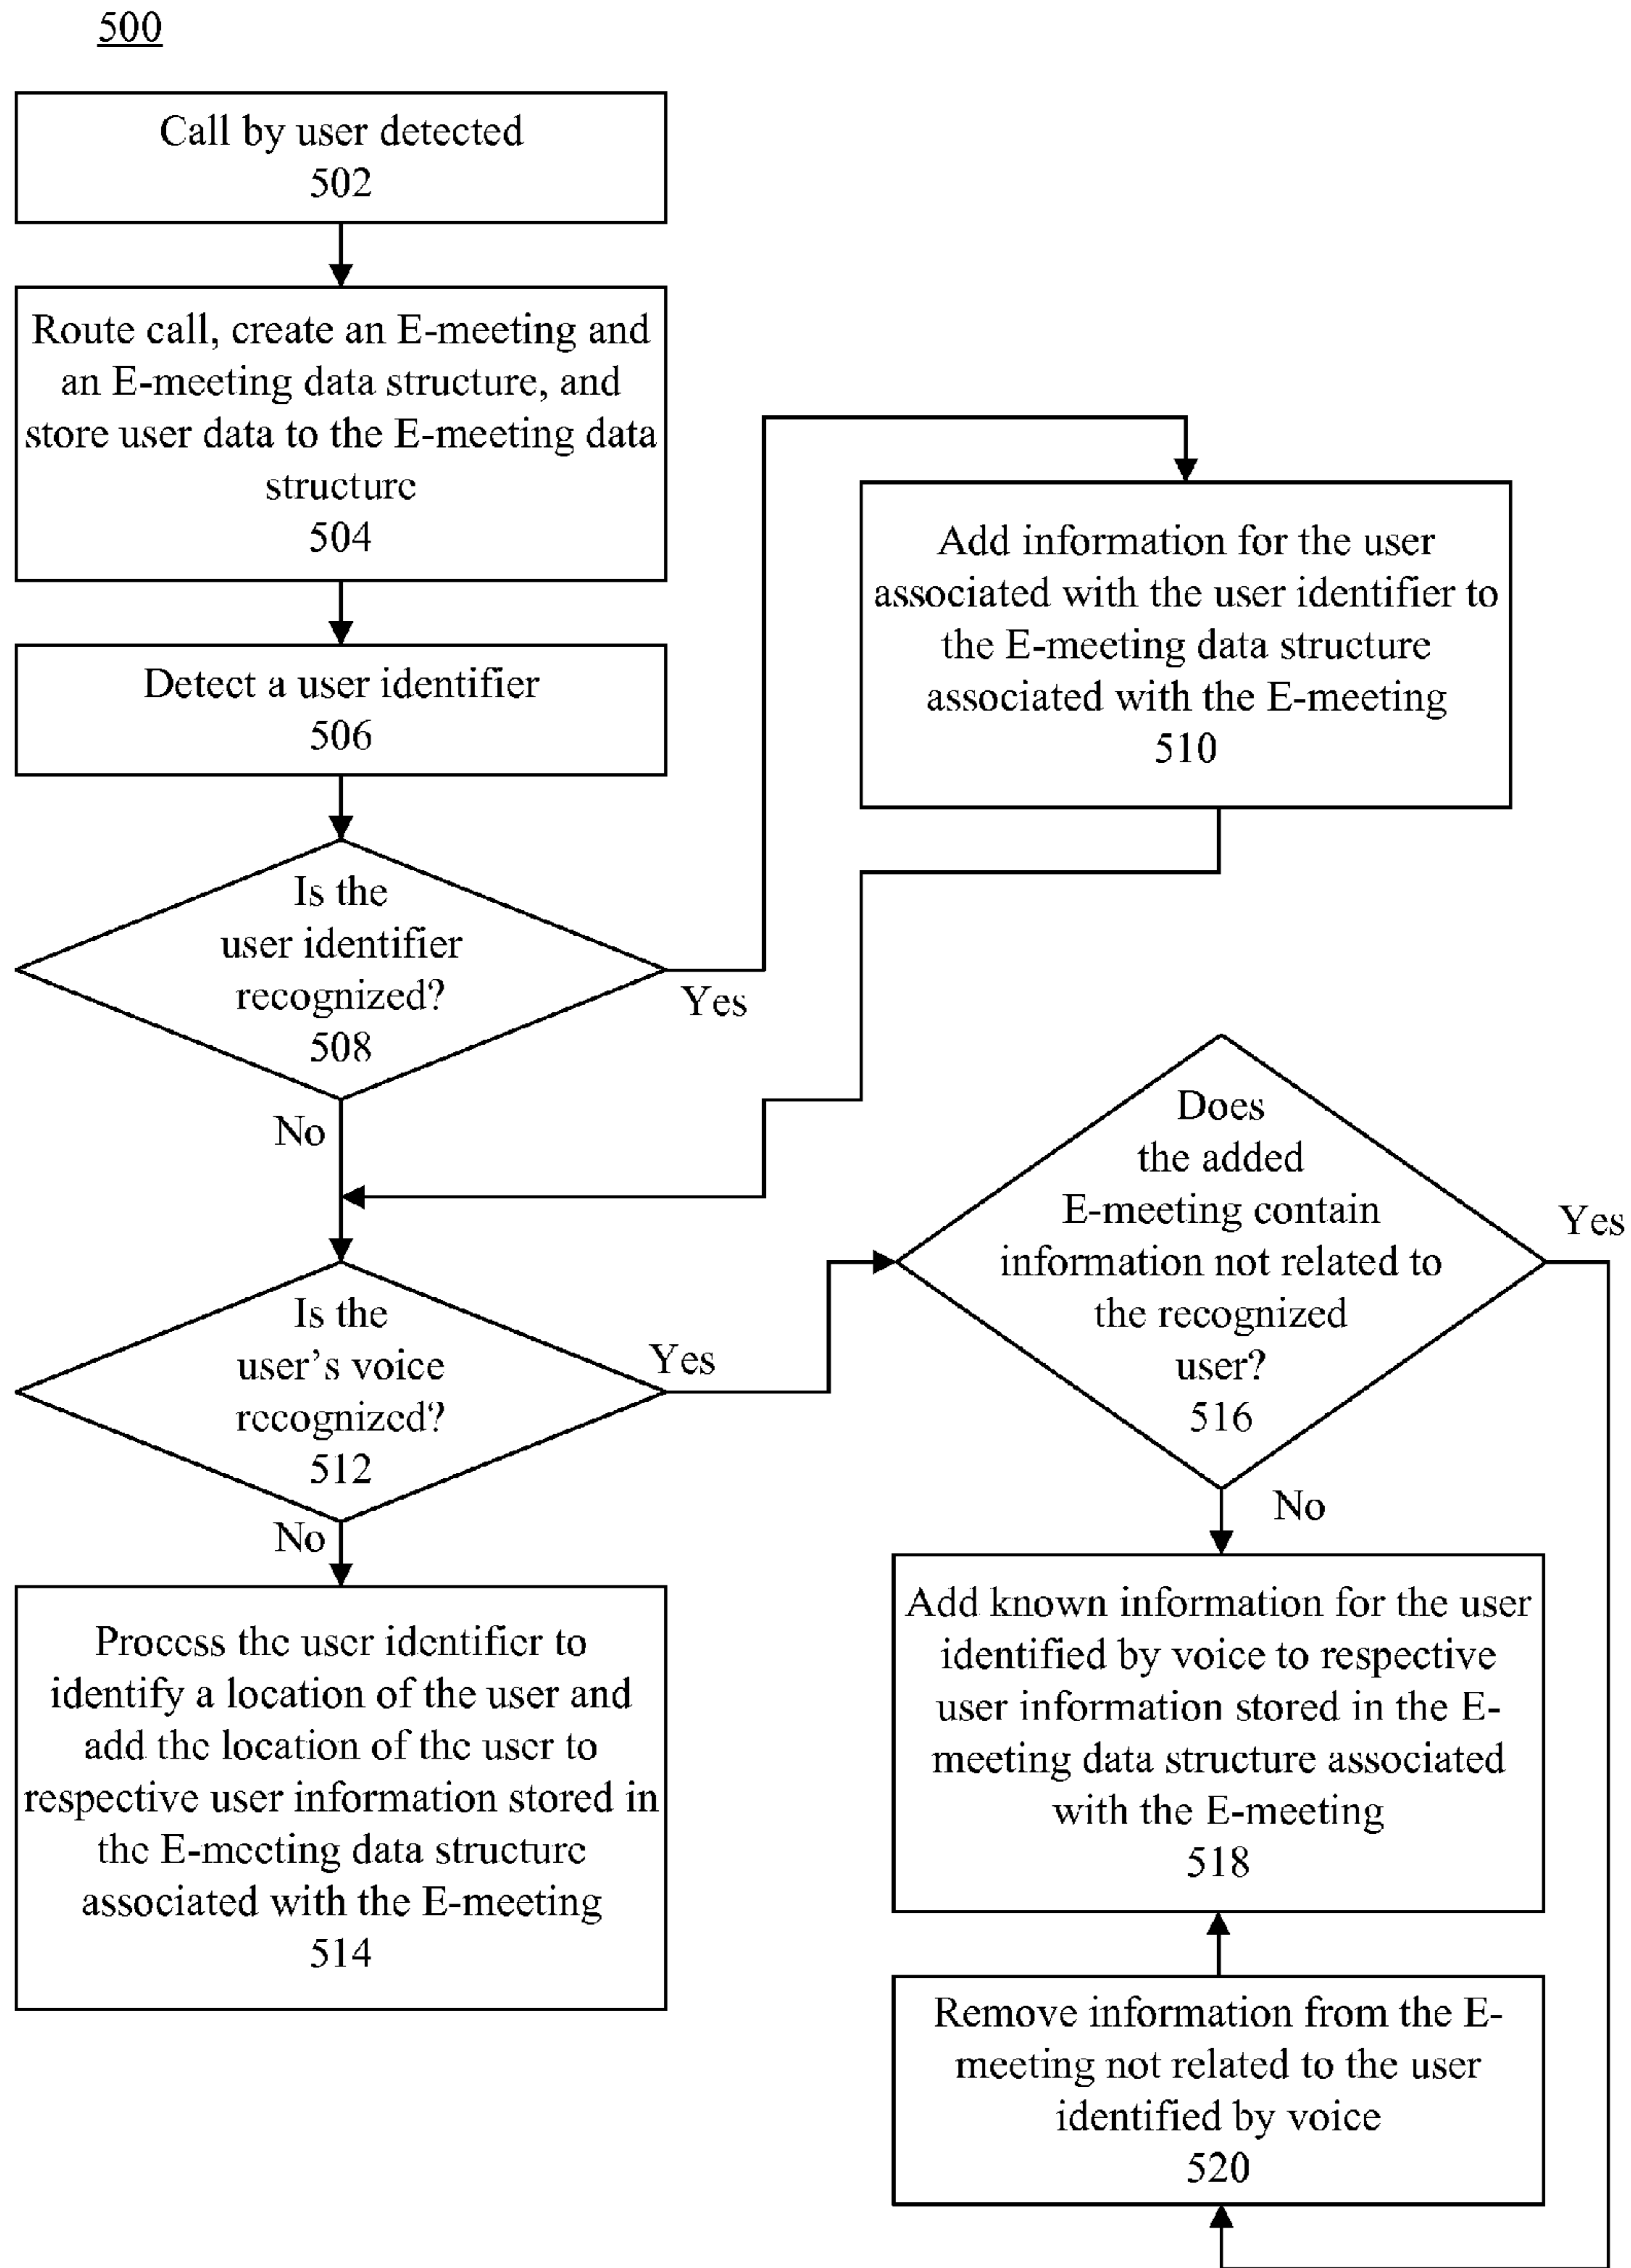 500
Call by user detected
502
Route call, create an E-meeting and
an E-meeting data structure, and
store user data to the E-meeting data
structure
504
Detect a user identifier
506
Is the
user identifier
recognized?
508
Yes
No
Add information for the user
associated with the user identifier to
the E-meeting data structure
associated with the E-meeting
510
Is the
user's voice
recognized?
512
Yes
No
Process the user identifier to
identify a location of the user and
add the location of the user to
respective user information stored in
the E-meeting data structure
associated with the E-meeting
514
Does
the added
E-meeting contain
information not related to
the recognized
user?
516
Yes
No
Add known information for the user
identified by voice to respective
user information stored in the E-
meeting data structure associated
with the E-meeting
518
Remove information from the E-
meeting not related to the user
identified by voice
520